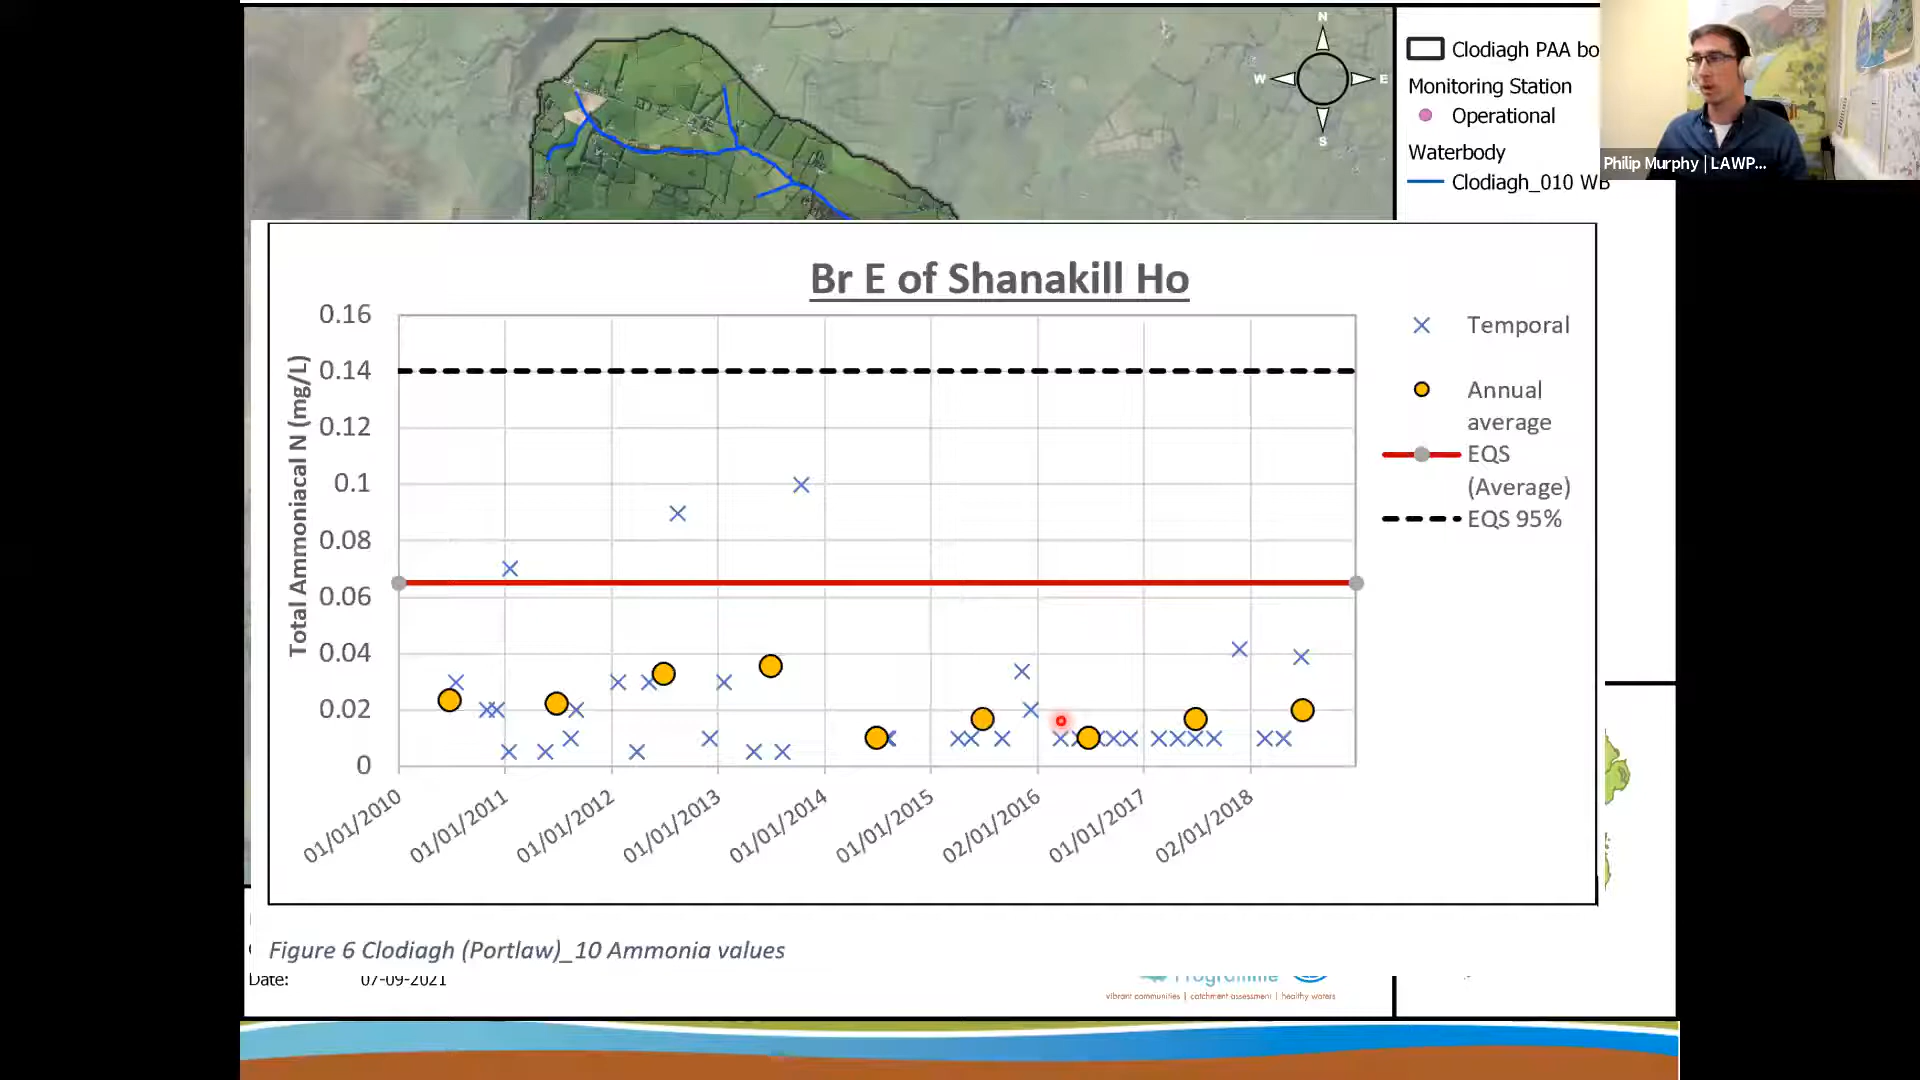 N
W
E
S
Clodiagh PAA bo
Monitoring Station
Operational
Waterbody
Clodiagh_010 WB
Philip Murphy | LAWP...
Br E of Shanakill Ho
Total Ammoniacal N (mg/L)
0.16
0.14
0.12
0.1
0.08
0.06
0.04
0.02
0
01/01/2010
01/01/2011
01/01/2012
01/01/2013
01/01/2014
01/01/2015
02/01/2016
01/01/2017
02/01/2018
Temporal
Annual
average
EQS
(Average)
EQS 95%
Figure 6 Clodiagh (Portlaw)_10 Ammonia values
Date: 07-09-2021
Programme
vibrant communities | catchment assessment | healthy waters